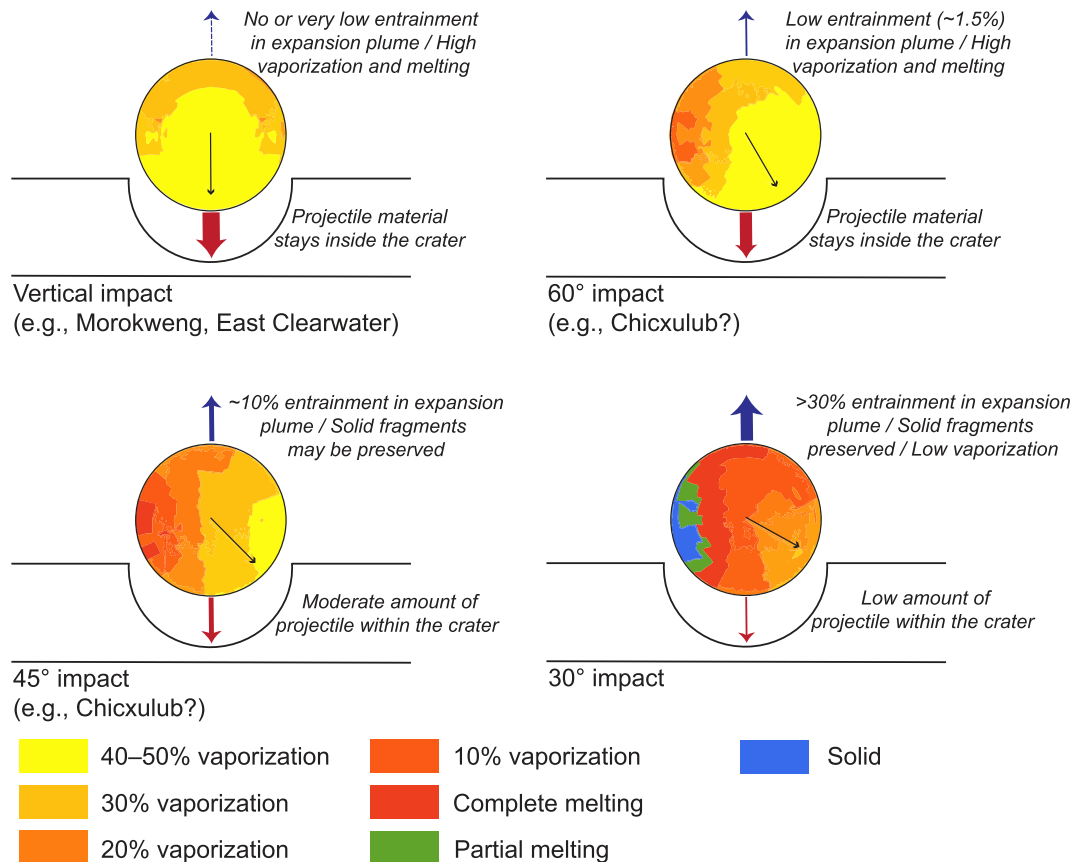 No or very low entrainment
in expansion plume / High
vaporization and melting
Projectile material
stays inside the crater
Vertical impact
(e.g., Morokweng, East Clearwater)
Low entrainment (~1.5%)
in expansion plume / High
vaporization and melting
Projectile material
stays inside the crater
60° impact
(e.g., Chicxulub?)
~10% entrainment in expansion
plume / Solid fragments
may be preserved
Moderate amount of
projectile within the crater
45° impact
(e.g., Chicxulub?)
>30% entrainment in expansion
plume / Solid fragments
preserved / Low vaporization
Low amount of
projectile within the crater
30° impact
40–50% vaporization
30% vaporization
20% vaporization
10% vaporization
Complete melting
Partial melting
Solid